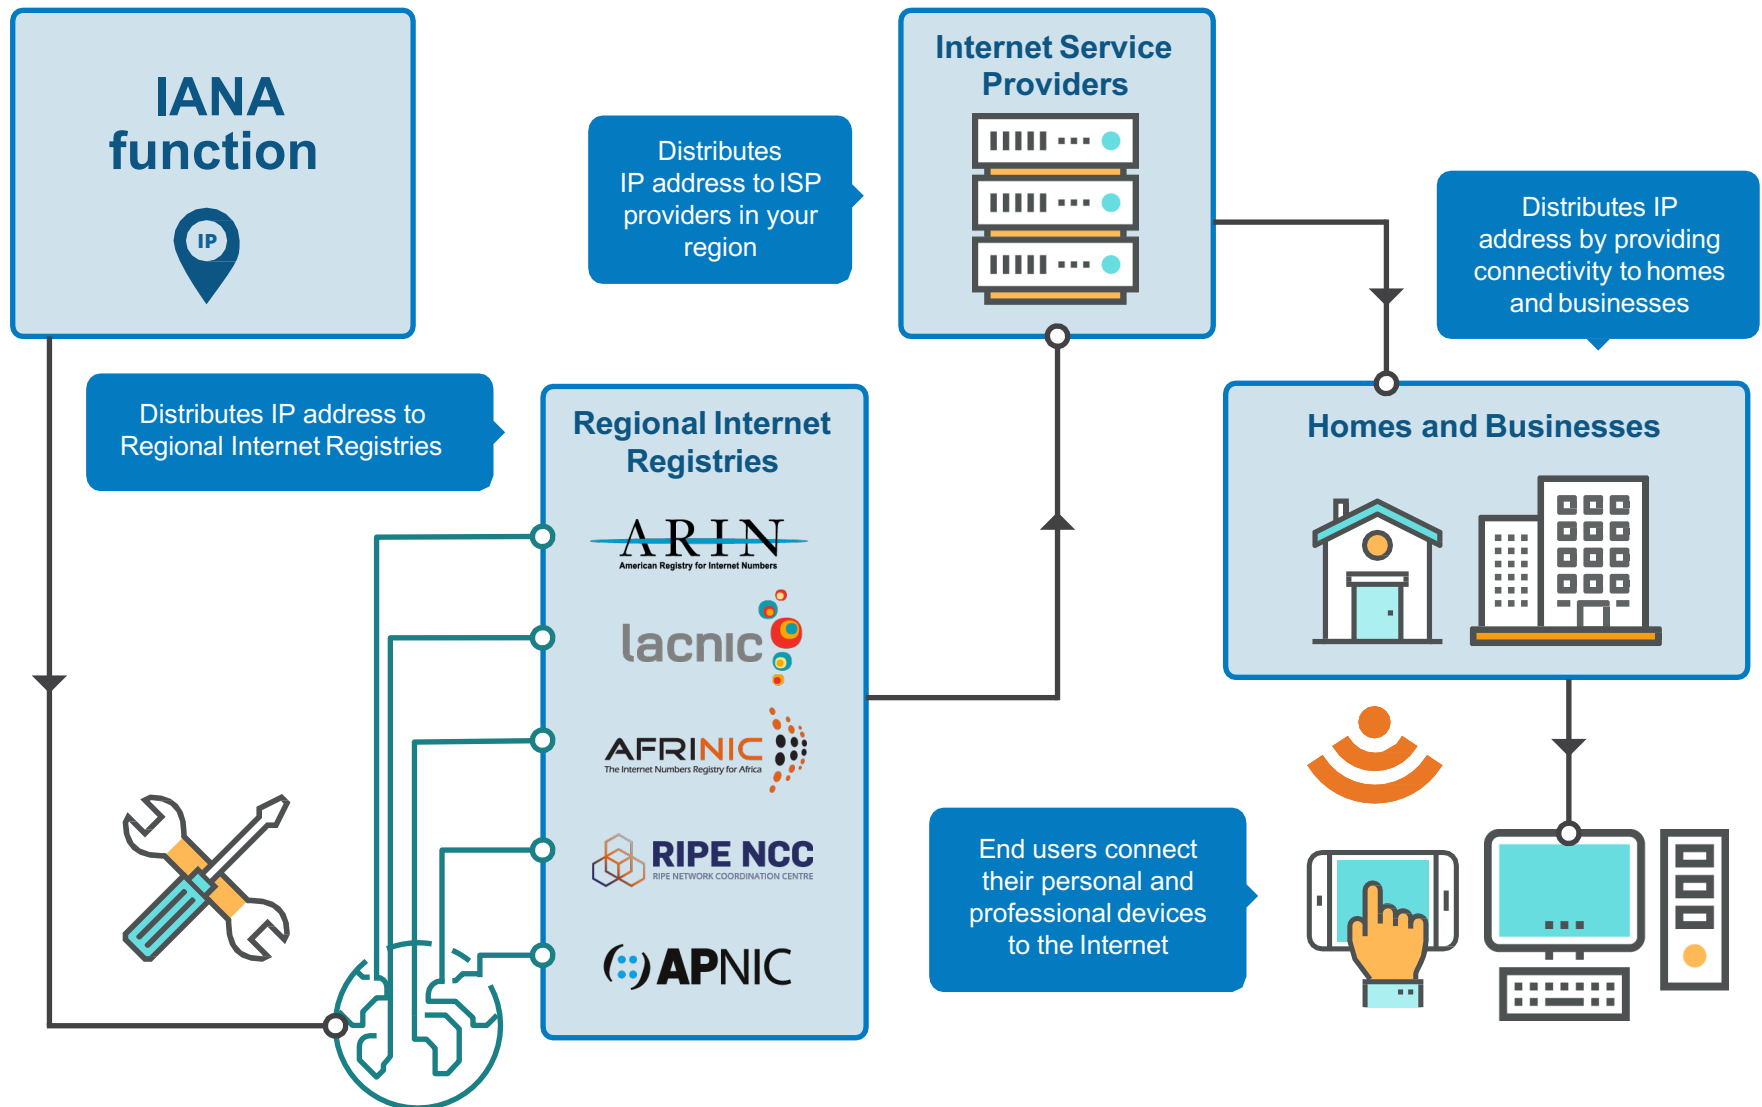 IANA
function
IP
Distributes IP address to
Regional Internet Registries
Regional Internet
Registries
ARIN
American Registry for Internet Numbers
lacnic
AFRINIC
The Internet Numbers Registry for Africa
RIPE NCC
RIPE NETWORK COORDINATION CENTRE
APNIC
Distributes
IP address to ISP
providers in your
region
Internet Service
Providers
Distributes IP
address by providing
connectivity to homes
and businesses
Homes and Businesses
End users connect
their personal and
professional devices
to the Internet